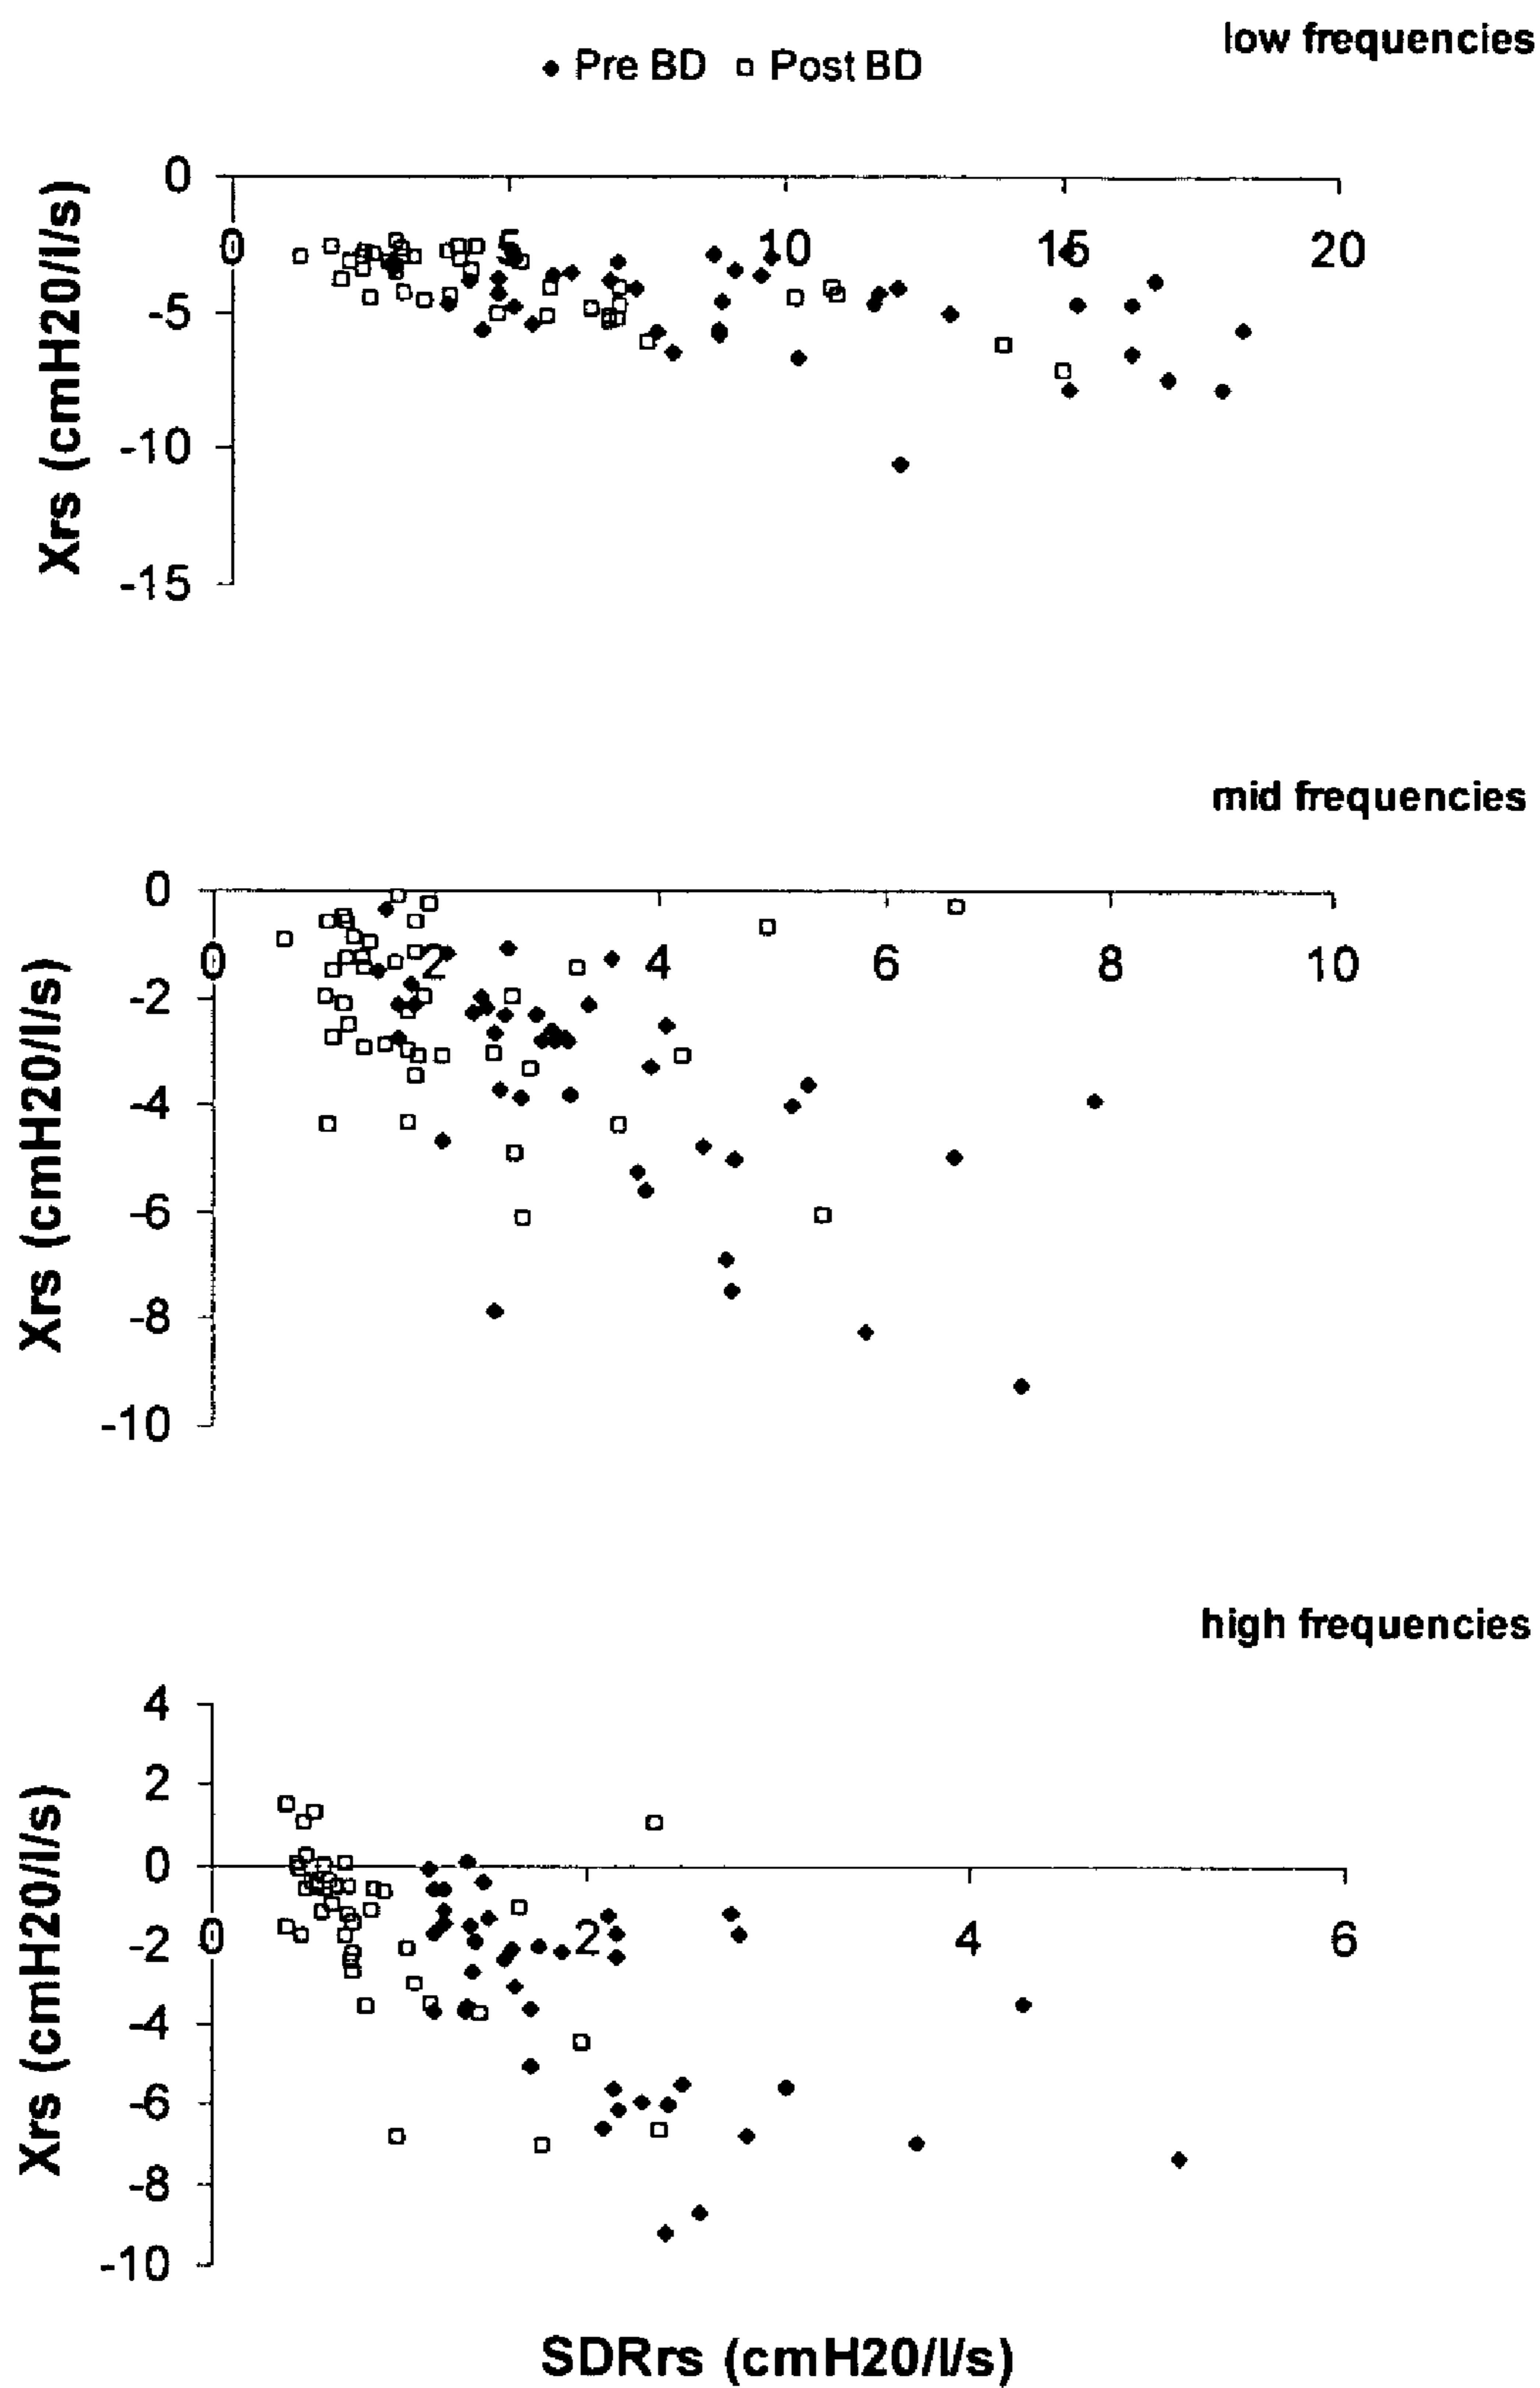 low frequencies
Pre BD Post BD
0
0 5 10 15 20
-5
-10
-15
Xrs (cmH20/l/s)
mid frequencies
0
0 2 4 6 8 10
-2
-4
-6
-8
-10
Xrs (cmH20/l/s)
high frequencies
4
2
0
0 2 4 6
-2
-4
-6
-8
-10
Xrs (cmH20/l/s)
SDRrs (cmH20/l/s)